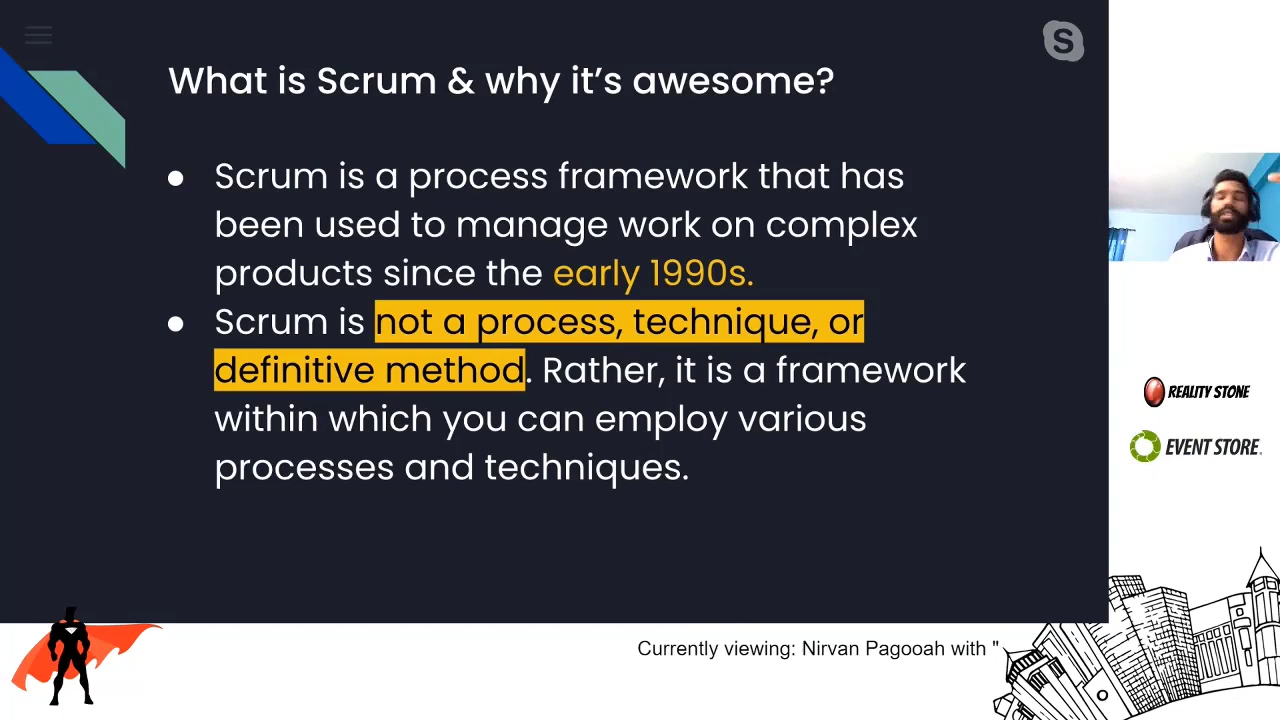 What is Scrum & why it's awesome?
S
● Scrum is a process framework that has
been used to manage work on complex
products since the early 1990s.
● Scrum is not a process, technique, or
definitive method. Rather, it is a framework
within which you can employ various
processes and techniques.
REALITY STONE
EVENT STORE.
Currently viewing: Nirvan Pagooah with "